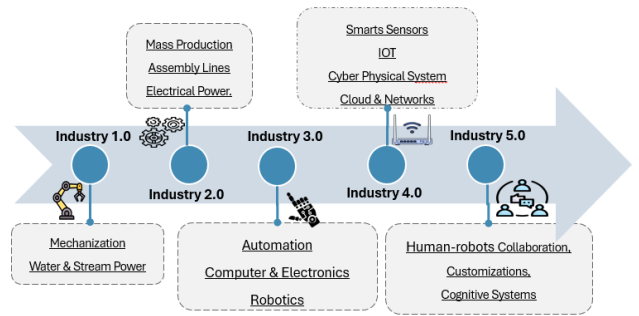 Mass Production
Assembly Lines
Electrical Power.
Smarts Sensors
IOT
Cyber Physical System
Cloud & Networks
Industry 1.0
Industry 2.0
Industry 3.0
Industry 4.0
Industry 5.0
Mechanization
Water & Stream Power
Automation
Computer & Electronics
Robotics
Human-robots Collaboration,
Customizations,
Cognitive Systems